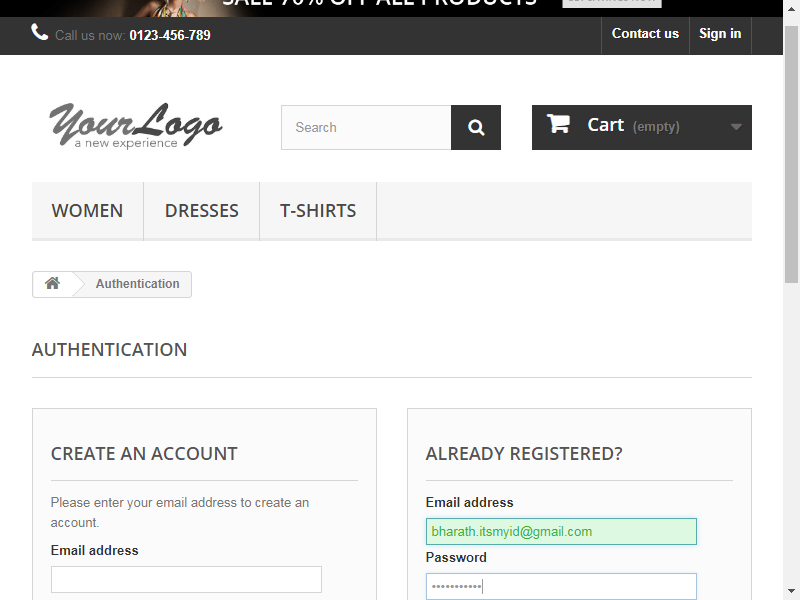 SALE 70% OFF ALL PRODUCTS
Call us now: 0123-456-789
Contact us
Sign in
YourLogo
a new experience
Search
Cart (empty)
WOMEN
DRESSES
T-SHIRTS
Authentication
AUTHENTICATION
CREATE AN ACCOUNT
Please enter your email address to create an
account.
Email address
ALREADY REGISTERED?
Email address
bharath.itsmyid@gmail.com
Password
•••••••••••